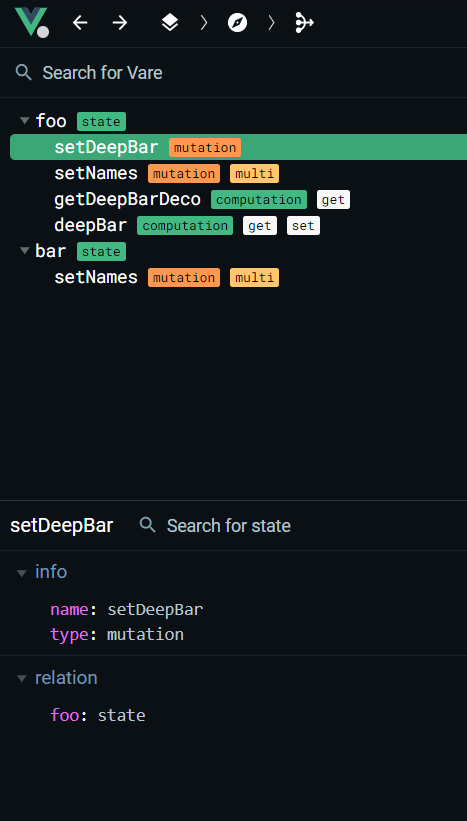 Search for Vare
foo state
setDeepBar mutation
setNames mutation multi
getDeepBarDeco computation get
deepBar computation get set
bar state
setNames mutation multi
setDeepBar Search for state
info
name: setDeepBar
type: mutation
relation
foo: state